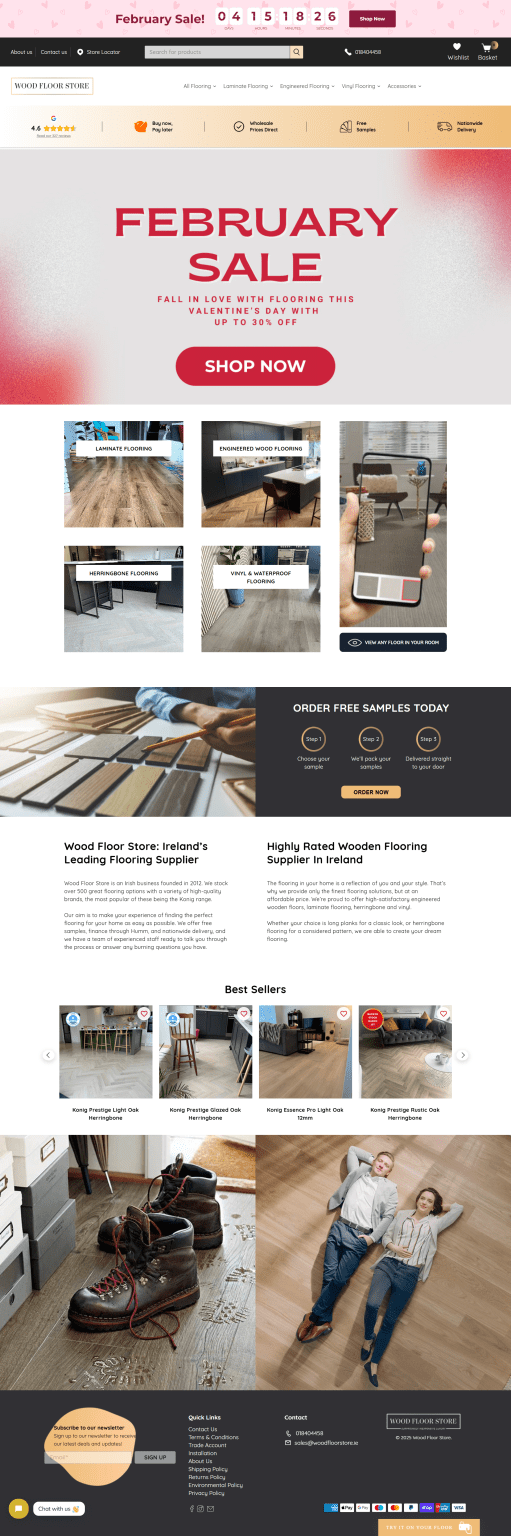 February Sale!
04 15 18 26
DAYS HOURS MINUTES SECONDS
Shop Now
About us
Contact us
Store Locator
Search for products
018404458
Wishlist
Basket
WOOD FLOOR STORE
All Flooring
Laminate Flooring
Engineered Flooring
Vinyl Flooring
Accessories
4.6
Buy now,
Pay later
Wholesale
Prices Direct
Free
Samples
Nationwide
Delivery
FEBRUARY
SALE
FALL IN LOVE WITH FLOORING THIS
VALENTINE'S DAY WITH
UP TO 30% OFF
SHOP NOW
LAMINATE FLOORING
ENGINEERED WOOD FLOORING
HERRINGBONE FLOORING
VINYL & WATERPROOF
FLOORING
VIEW ANY FLOOR IN YOUR ROOM
ORDER FREE SAMPLES TODAY
Step 1
Step 2
Step 3
Choose your
sample
We'll pack your
samples
Delivered straight
to your door
ORDER NOW
Wood Floor Store: Ireland's
Leading Flooring Supplier
Wood Floor Store is an Irish business founded in 2012. We stock
over 500 great flooring options with a variety of high-quality
brands, the most popular of these being the Konig range.
Our aim is to make your experience of finding the perfect
flooring for your home as easy as possible. We offer free
samples, finance through Humm, and nationwide delivery, and
we have a team of experienced staff ready to talk you through
the process or answer any burning questions you have.
Highly Rated Wooden Flooring
Supplier In Ireland
The flooring in your home is a reflection of you and your style. That's
why we provide only the finest flooring solutions, but at an
affordable price. We're proud to offer high-satisfactory engineered
wooden floors, laminate flooring, herringbone and vinyl.
Whether your choice is long planks for a classic look, or herringbone
flooring for a considered pattern, we are able to create your dream
flooring.
Best Sellers
Konig Prestige Light Oak
Herringbone
Konig Prestige Glazed Oak
Herringbone
Konig Essence Pro Light Oak
12mm
Konig Prestige Rustic Oak
Herringbone
Subscribe to our newsletter
Sign up to our newsletter to receive
our latest deals and updates!
Email*
SIGN UP
Quick Links
Contact Us
Terms & Conditions
Trade Account
Installation
About Us
Shipping Policy
Returns Policy
Environmental Policy
Privacy Policy
Contact
018404458
sales@woodfloorstore.ie
WOOD FLOOR STORE
© 2025 Wood Floor Store.
Chat with us
Pay
G Pay
shop
VISA
TRY IT ON YOUR FLOOR